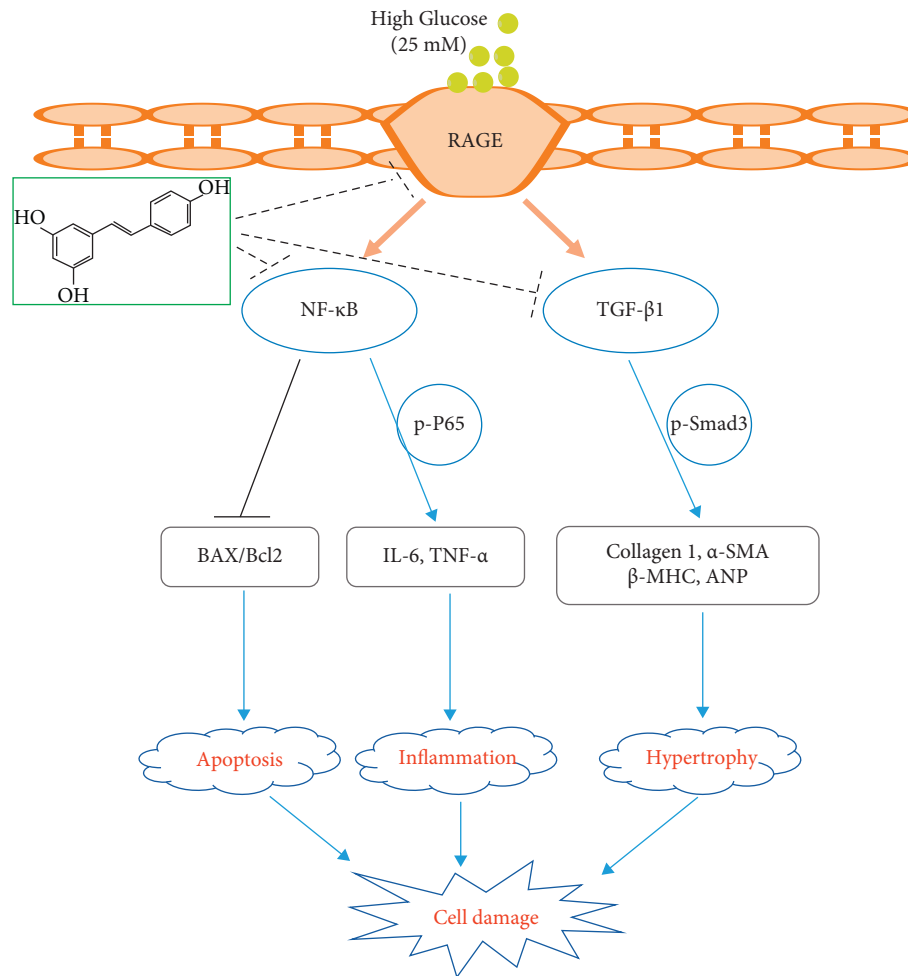 High Glucose
(25 mM)
RAGE
OH
HO
OH
NF-κB
TGF-β1
p-P65
p-Smad3
BAX/Bcl2
IL-6, TNF-α
Collagen 1, α-SMA
β-MHC, ANP
Apoptosis
Inflammation
Hypertrophy
Cell damage